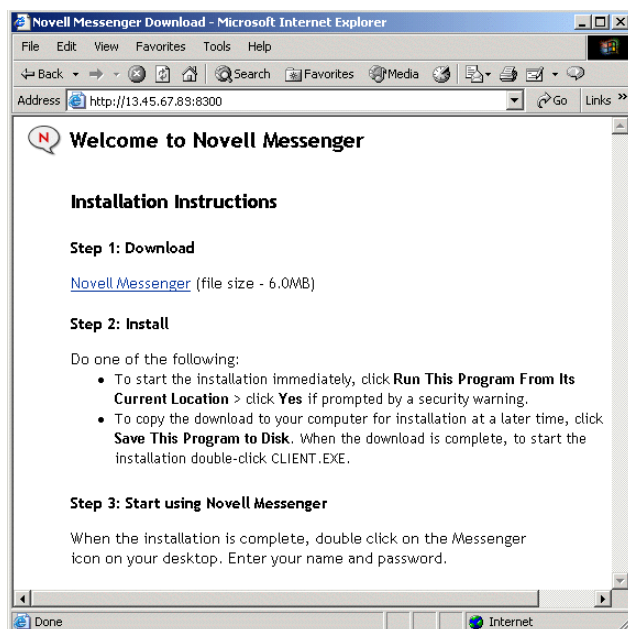 Novell Messenger Download - Microsoft Internet Explorer
File Edit View Favorites Tools Help
Back Search Favorites Media
Address http://13.45.67.89:8300 Go Links »
N Welcome to Novell Messenger
Installation Instructions
Step 1: Download
Novell Messenger (file size - 6.0MB)
Step 2: Install
Do one of the following:
• To start the installation immediately, click Run This Program From Its
Current Location > click Yes if prompted by a security warning.
• To copy the download to your computer for installation at a later time, click
Save This Program to Disk. When the download is complete, to start the
installation double-click CLIENT.EXE.
Step 3: Start using Novell Messenger
When the installation is complete, double click on the Messenger
icon on your desktop. Enter your name and password.
Done Internet